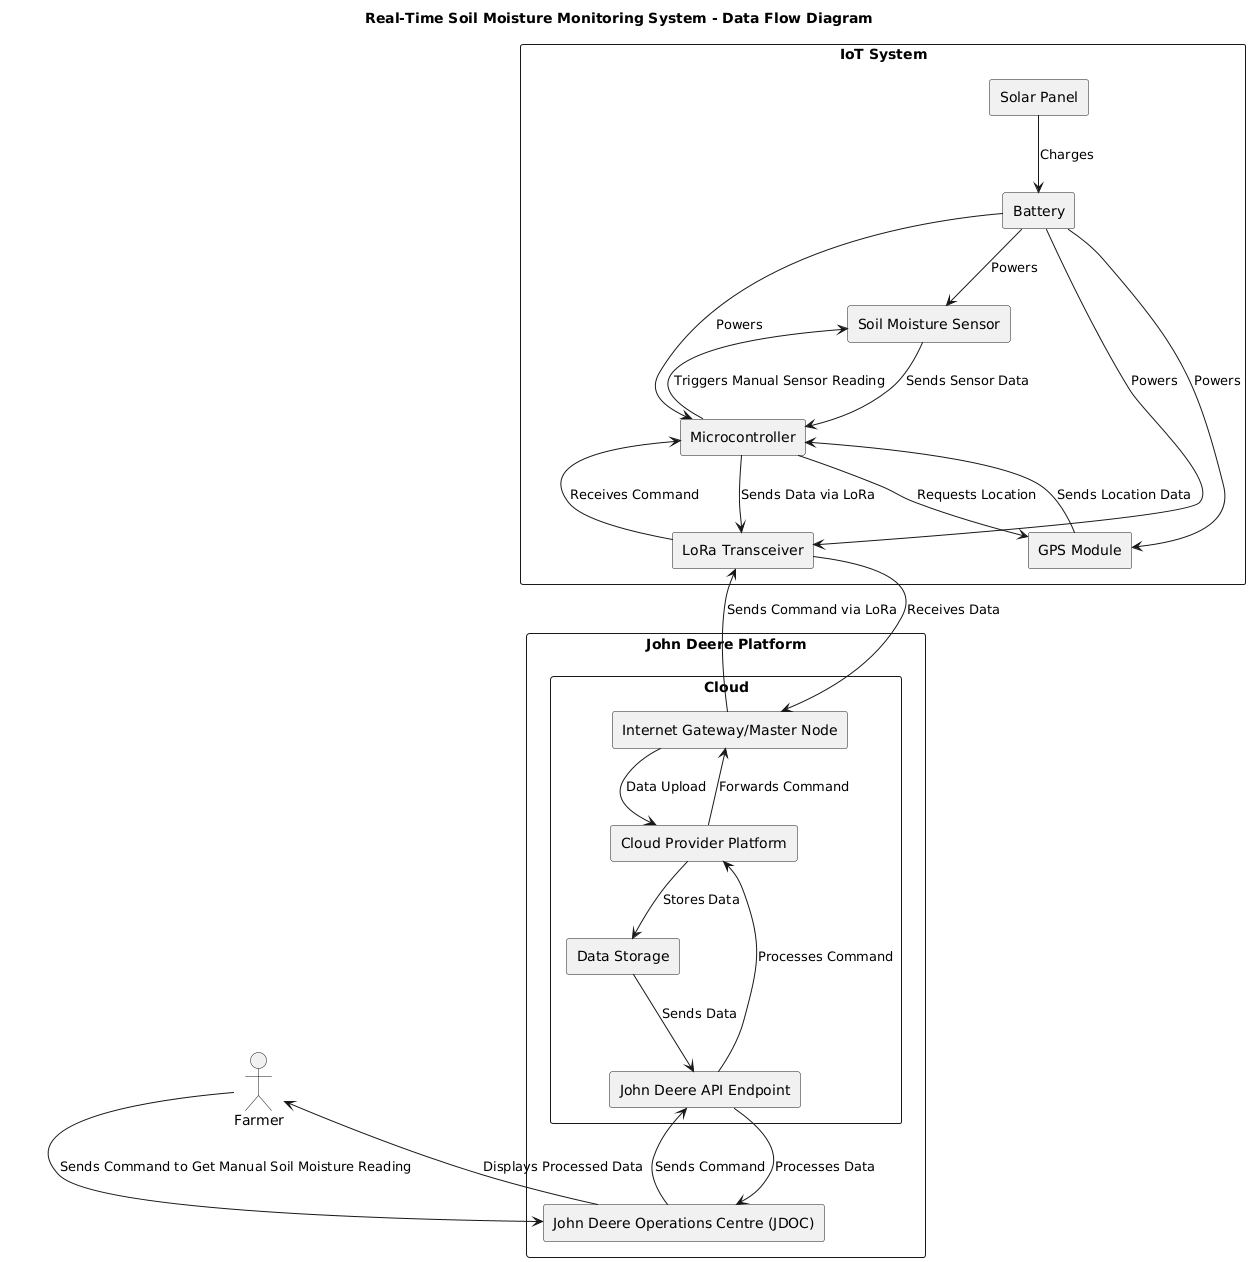 Real-Time Soil Moisture Monitoring System - Data Flow Diagram
IoT System
Solar Panel
Charges
Battery
Powers
Soil Moisture Sensor
Powers
Triggers Manual Sensor Reading
Sends Sensor Data
Powers
Powers
Microcontroller
Receives Command
Sends Data via LoRa
Requests Location
Sends Location Data
LoRa Transceiver
GPS Module
Sends Command via LoRa
Receives Data
John Deere Platform
Cloud
Internet Gateway/Master Node
Data Upload
Forwards Command
Cloud Provider Platform
Stores Data
Data Storage
Processes Command
Sends Data
John Deere API Endpoint
Farmer
Sends Command to Get Manual Soil Moisture Reading
Displays Processed Data
Sends Command
Processes Data
John Deere Operations Centre (JDOC)